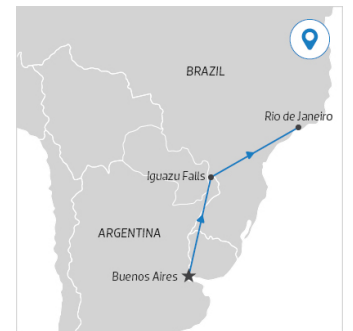 BRAZIL
Rio de Janeiro
Iguazu Falls
ARGENTINA
Buenos Aires